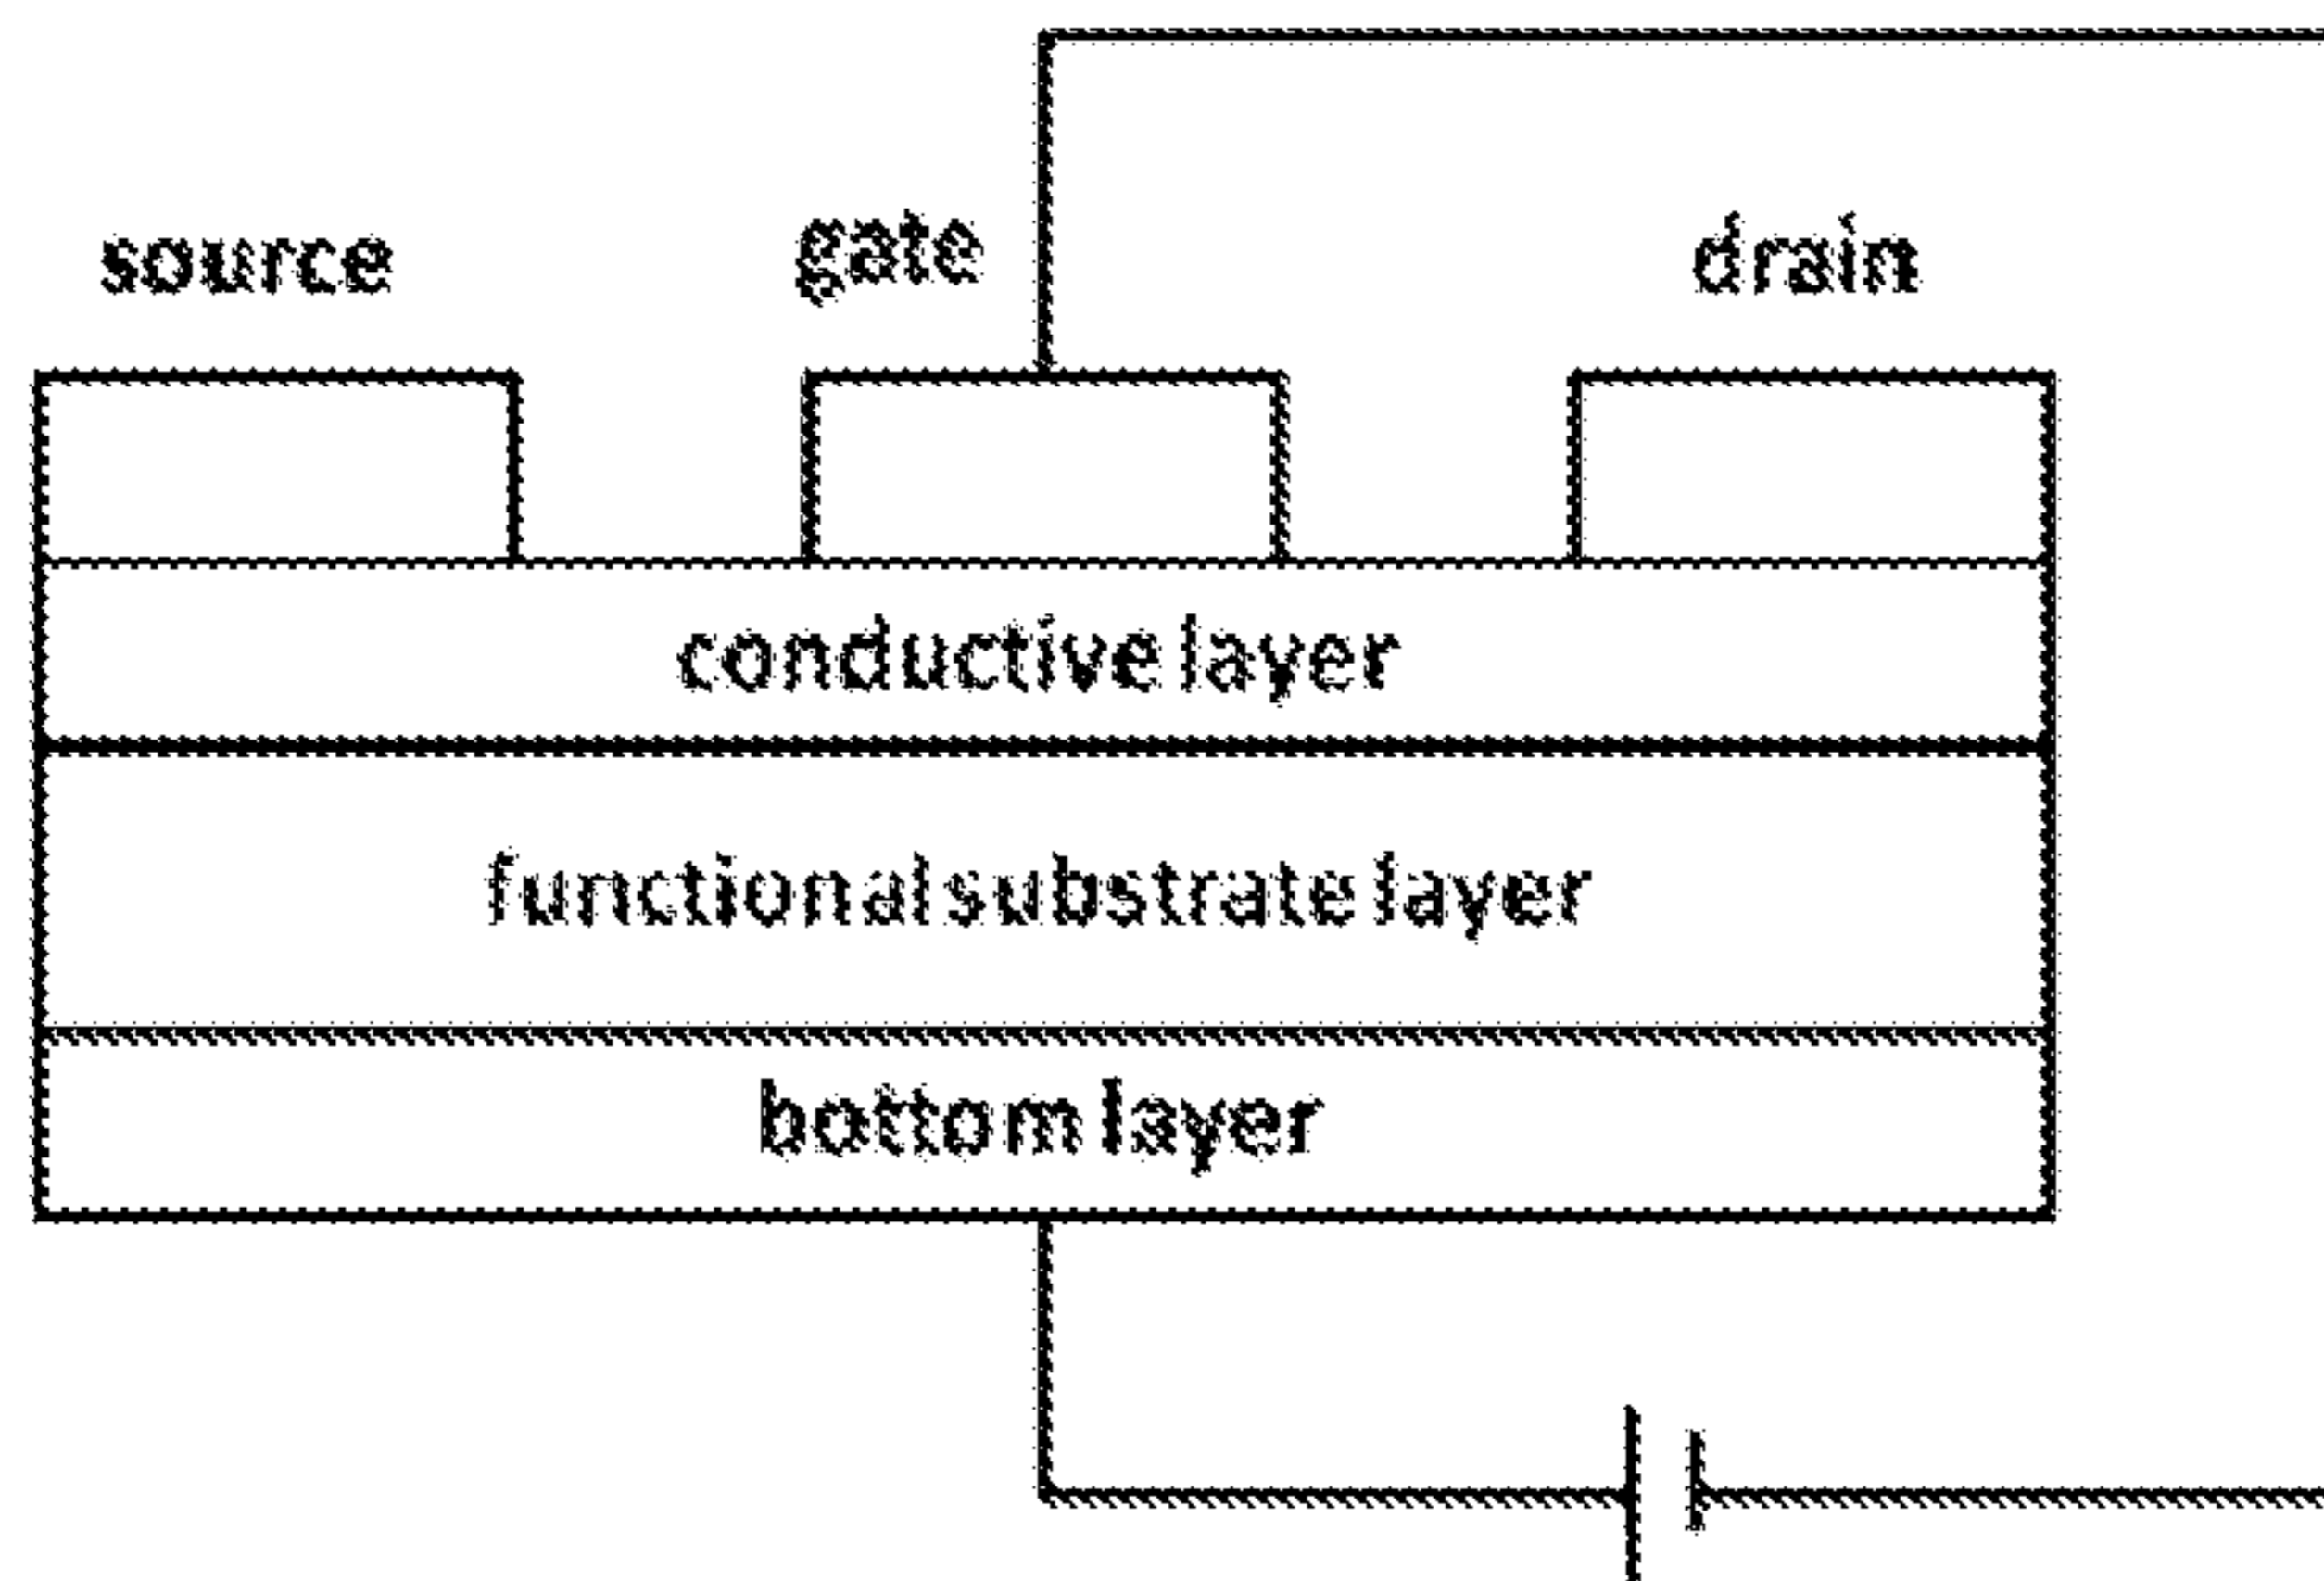 source gate drain
conductive layer
functional substrate layer
bottom layer